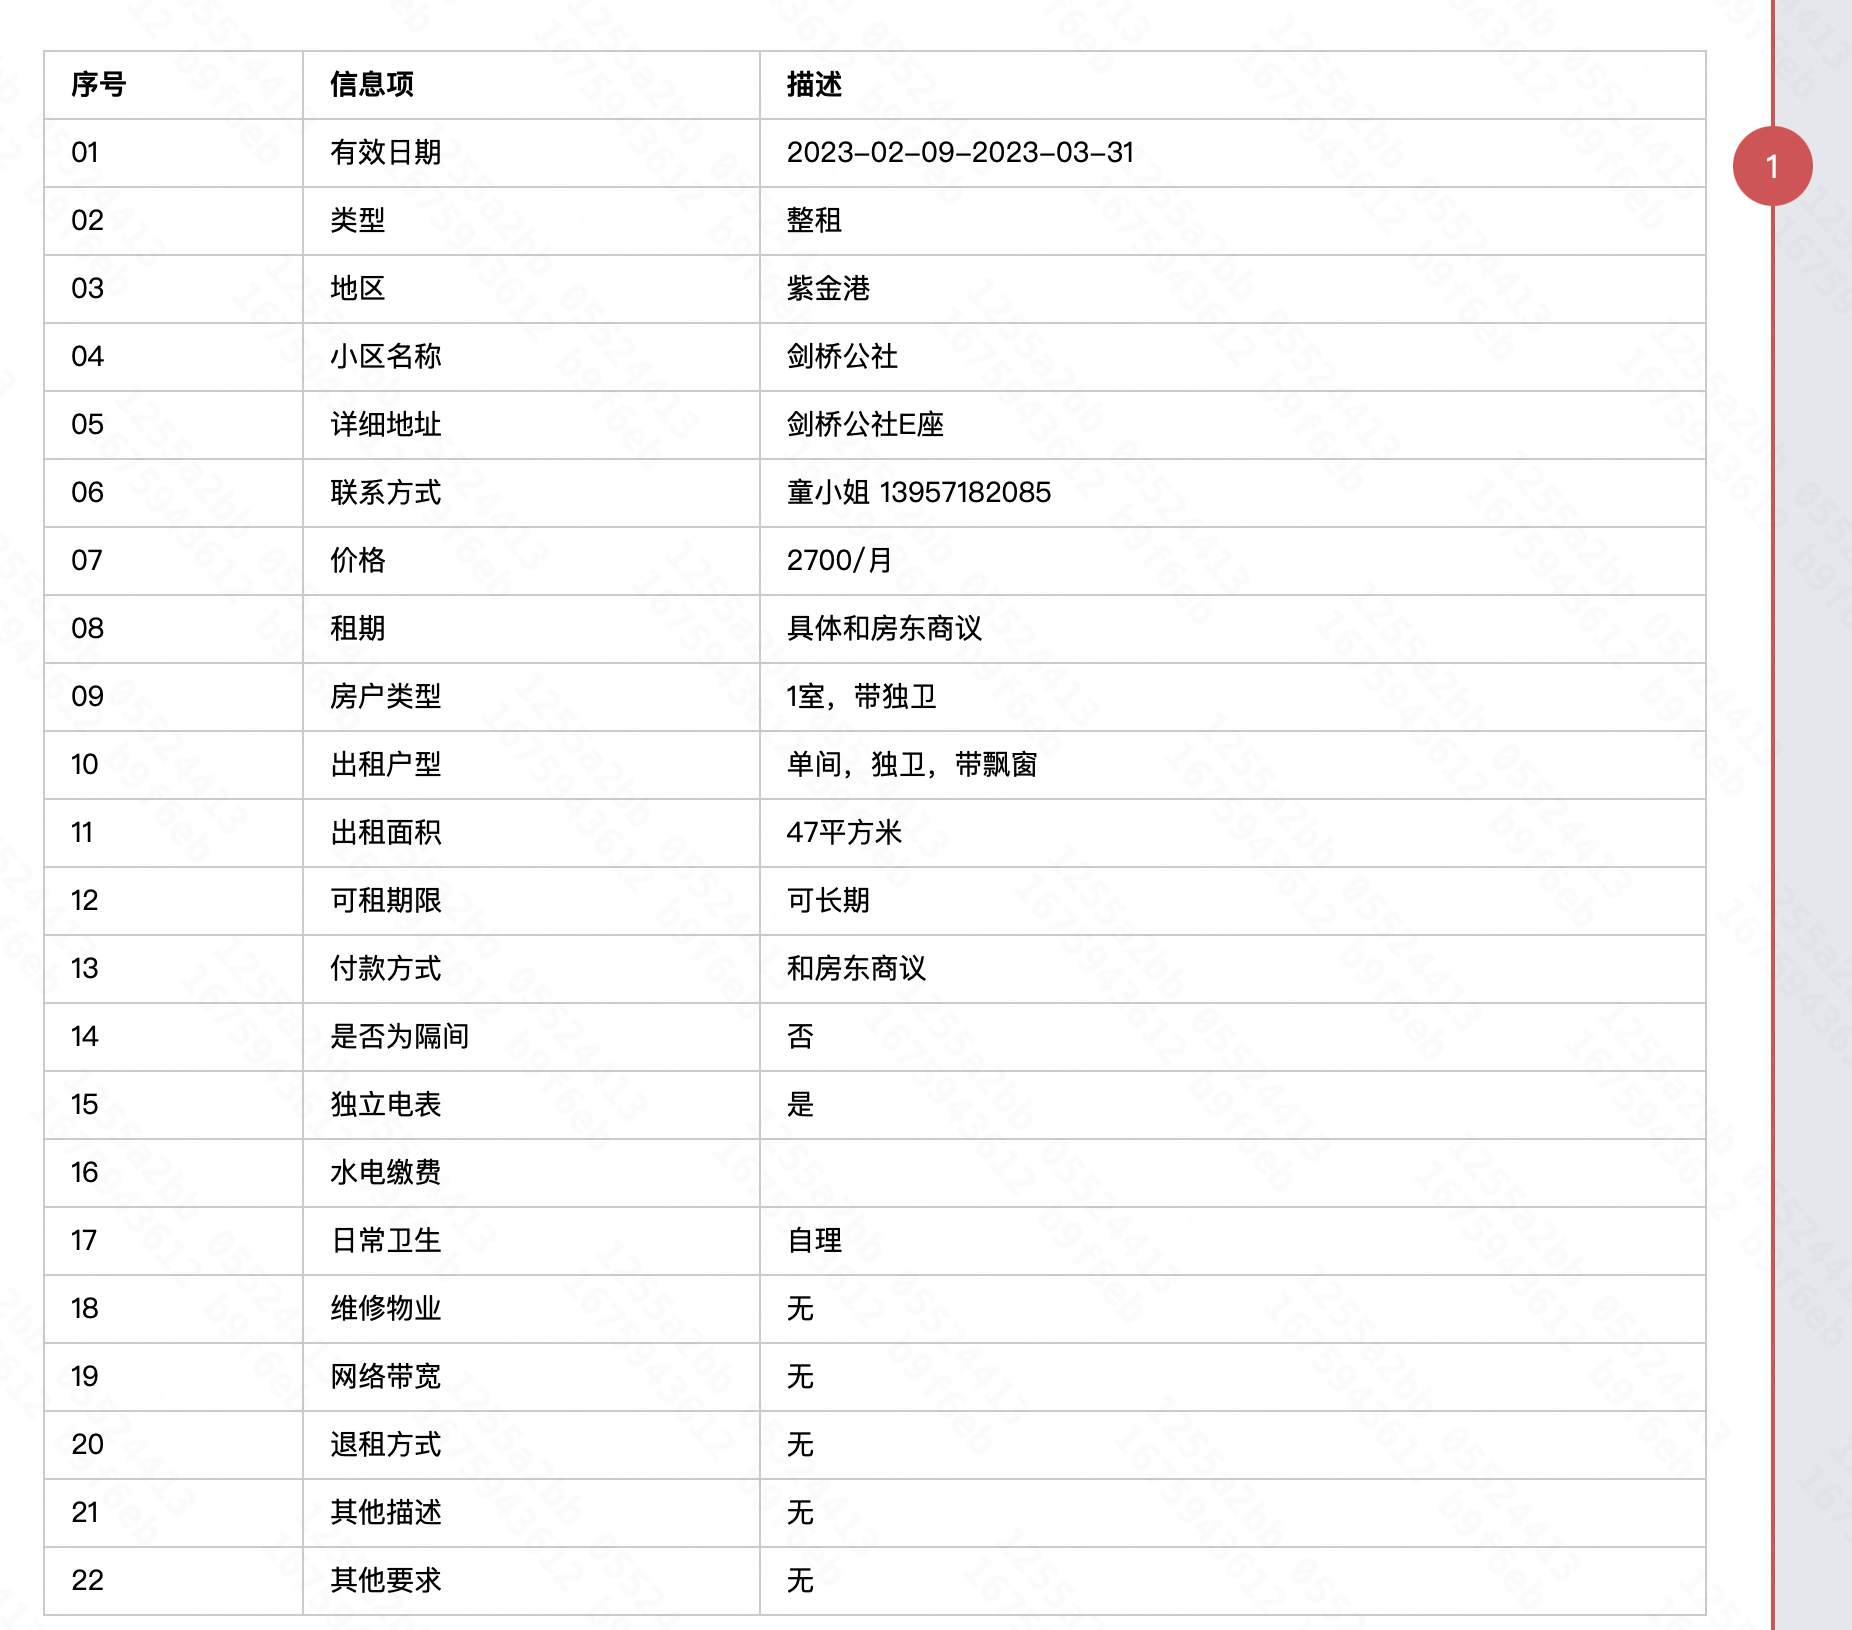 序号 信息项 描述
01 有效日期 2023-02-09-2023-03-31
1
02 类型 整租
03 地区 紫金港
04 小区名称 剑桥公社
05 详细地址 剑桥公社E座
06 联系方式 童小姐 13957182085
07 价格 2700/月
08 租期 具体和房东商议
09 房户类型 1室，带独卫
10 出租户型 单间，独卫，带飘窗
11 出租面积 47平方米
12 可租期限 可长期
13 付款方式 和房东商议
14 是否为隔间 否
15 独立电表 是
16 水电缴费
17 日常卫生 自理
18 维修物业 无
19 网络带宽 无
20 退租方式 无
21 其他描述 无
22 其他要求 无